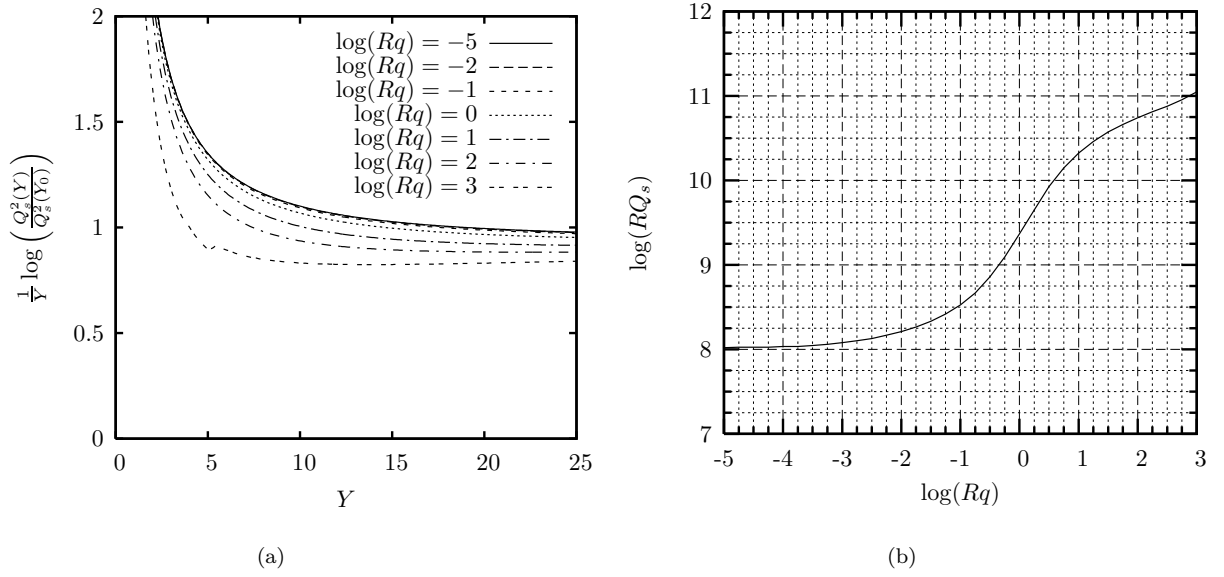 2
1.5
1
0.5
0
0 5 10 15 20 25
Y
1/Y log (Q_s^2(Y)/Q_s^2(Y_0))
log(Rq) = −5
log(Rq) = −2
log(Rq) = −1
log(Rq) = 0
log(Rq) = 1
log(Rq) = 2
log(Rq) = 3
(a)
12
11
10
9
8
7
-5 -4 -3 -2 -1 0 1 2 3
log(Rq)
log(RQ_s)
(b)